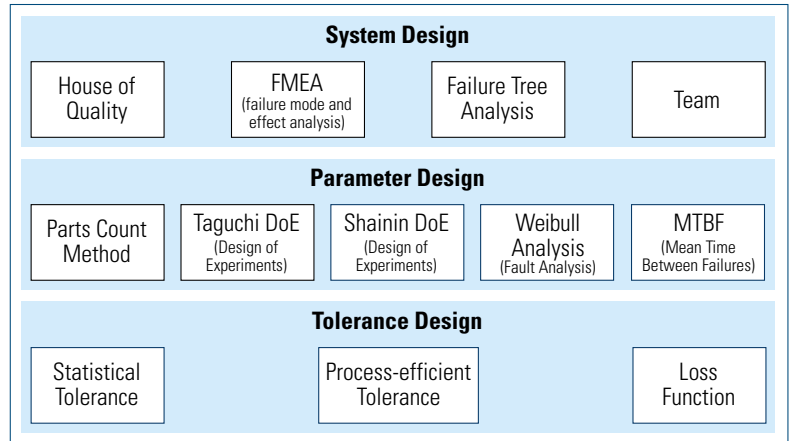 System Design
House of
Quality
FMEA
(failure mode and
effect analysis)
Failure Tree
Analysis
Team
Parameter Design
Parts Count
Method
Taguchi DoE
(Design of
Experiments)
Shainin DoE
(Design of
Experiments)
Weibull
Analysis
(Fault Analysis)
MTBF
(Mean Time
Between Failures)
Tolerance Design
Statistical
Tolerance
Process-efficient
Tolerance
Loss
Function